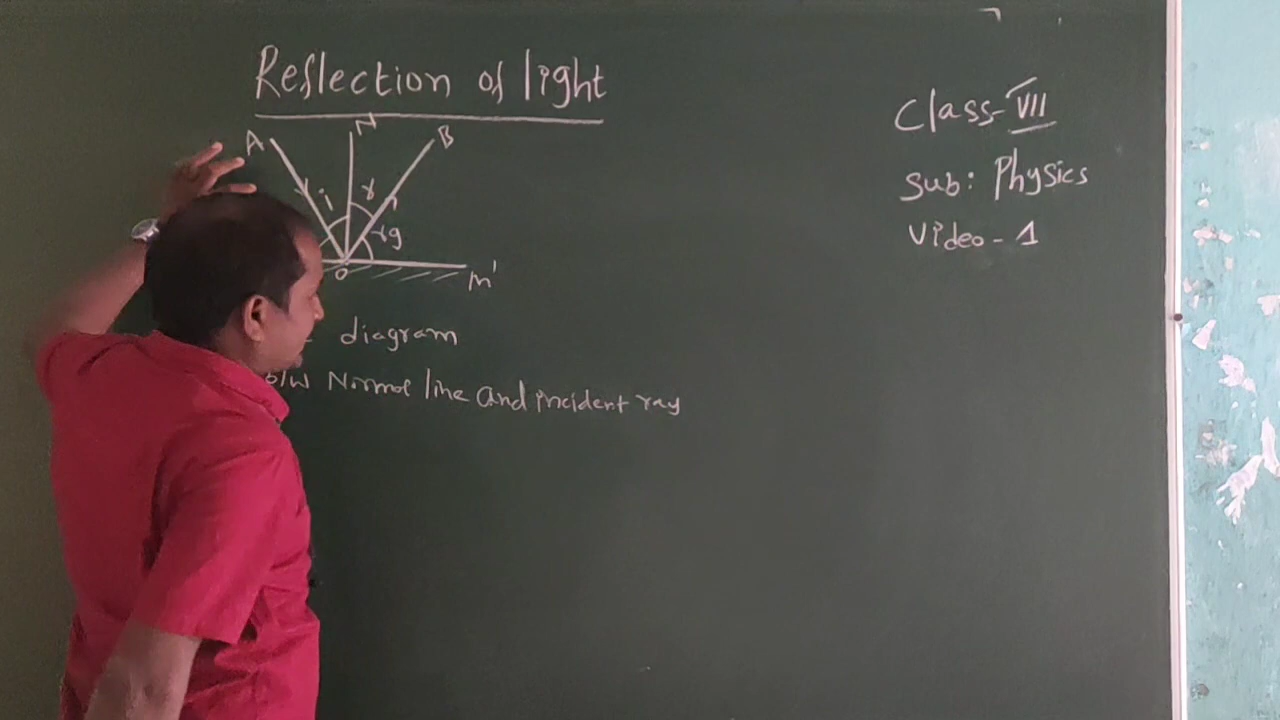 Reflection of light
Class-VII
Sub: Physics
Video-1
A N B
i r
rg
O M'
diagram
b/w Normal line and incident ray